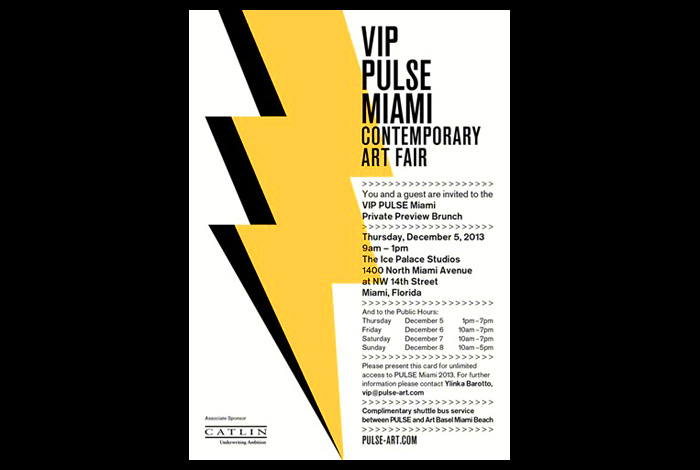 VIP
PULSE
MIAMI
CONTEMPORARY
ART FAIR
>>>>>>>>>>>>>>>>>>>>>
You and a guest are invited to the
VIP PULSE Miami
Private Preview Brunch
>>>>>>>>>>>>>>>>>>>>>
Thursday, December 5, 2013
9am – 1pm
The Ice Palace Studios
1400 North Miami Avenue
at NW 14th Street
Miami, Florida
>>>>>>>>>>>>>>>>>>>>>
And to the Public Hours:
Thursday December 5 1pm–7pm
Friday December 6 10am–7pm
Saturday December 7 10am–7pm
Sunday December 8 10am–5pm
>>>>>>>>>>>>>>>>>>>>>
Please present this card for unlimited
access to PULSE Miami 2013. For further
information please contact Ylinka Barotto,
vip@pulse-art.com
>>>>>>>>>>>>>>>>>>>>>
Complimentary shuttle bus service
between PULSE and Art Basel Miami Beach
>>>>>>>>>>>>>>>>>>>>>
PULSE-ART.COM
Associate Sponsor
CATLIN
Underwriting Ambition